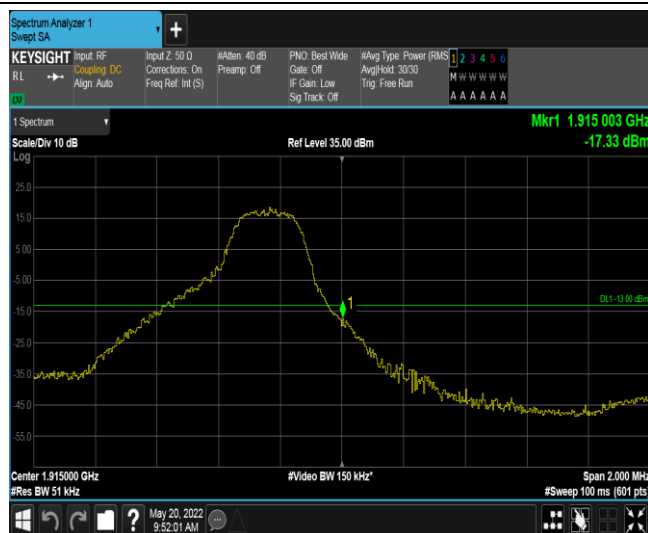 Spectrum Analyzer 1
Swept SA
+
KEYSIGHT
RL
Input: RF
Coupling: DC
Align: Auto
Input Z: 50 Ω
Corrections: On
Freq Ref: Int (S)
#Atten: 40 dB
Preamp: Off
PNO: Best Wide
Gate: Off
IF Gain: Low
Sig Track: Off
#Avg Type: Power (RMS
Avg|Hold: 30/30
Trig: Free Run
1 2 3 4 5 6
M W W W W W
A A A A A A
1 Spectrum
Mkr1 1.915 003 GHz
Scale/Div 10 dB
Ref Level 35.00 dBm
-17.33 dBm
Log
25.0
15.0
5.00
-5.00
DL1 -13.00 dBm
1
-15.0
-25.0
-35.0
-45.0
-55.0
Center 1.915000 GHz
#Video BW 150 kHz*
Span 2.000 MHz
#Res BW 51 kHz
#Sweep 100 ms (601 pts)
?
May 20, 2022
9:52:01 AM